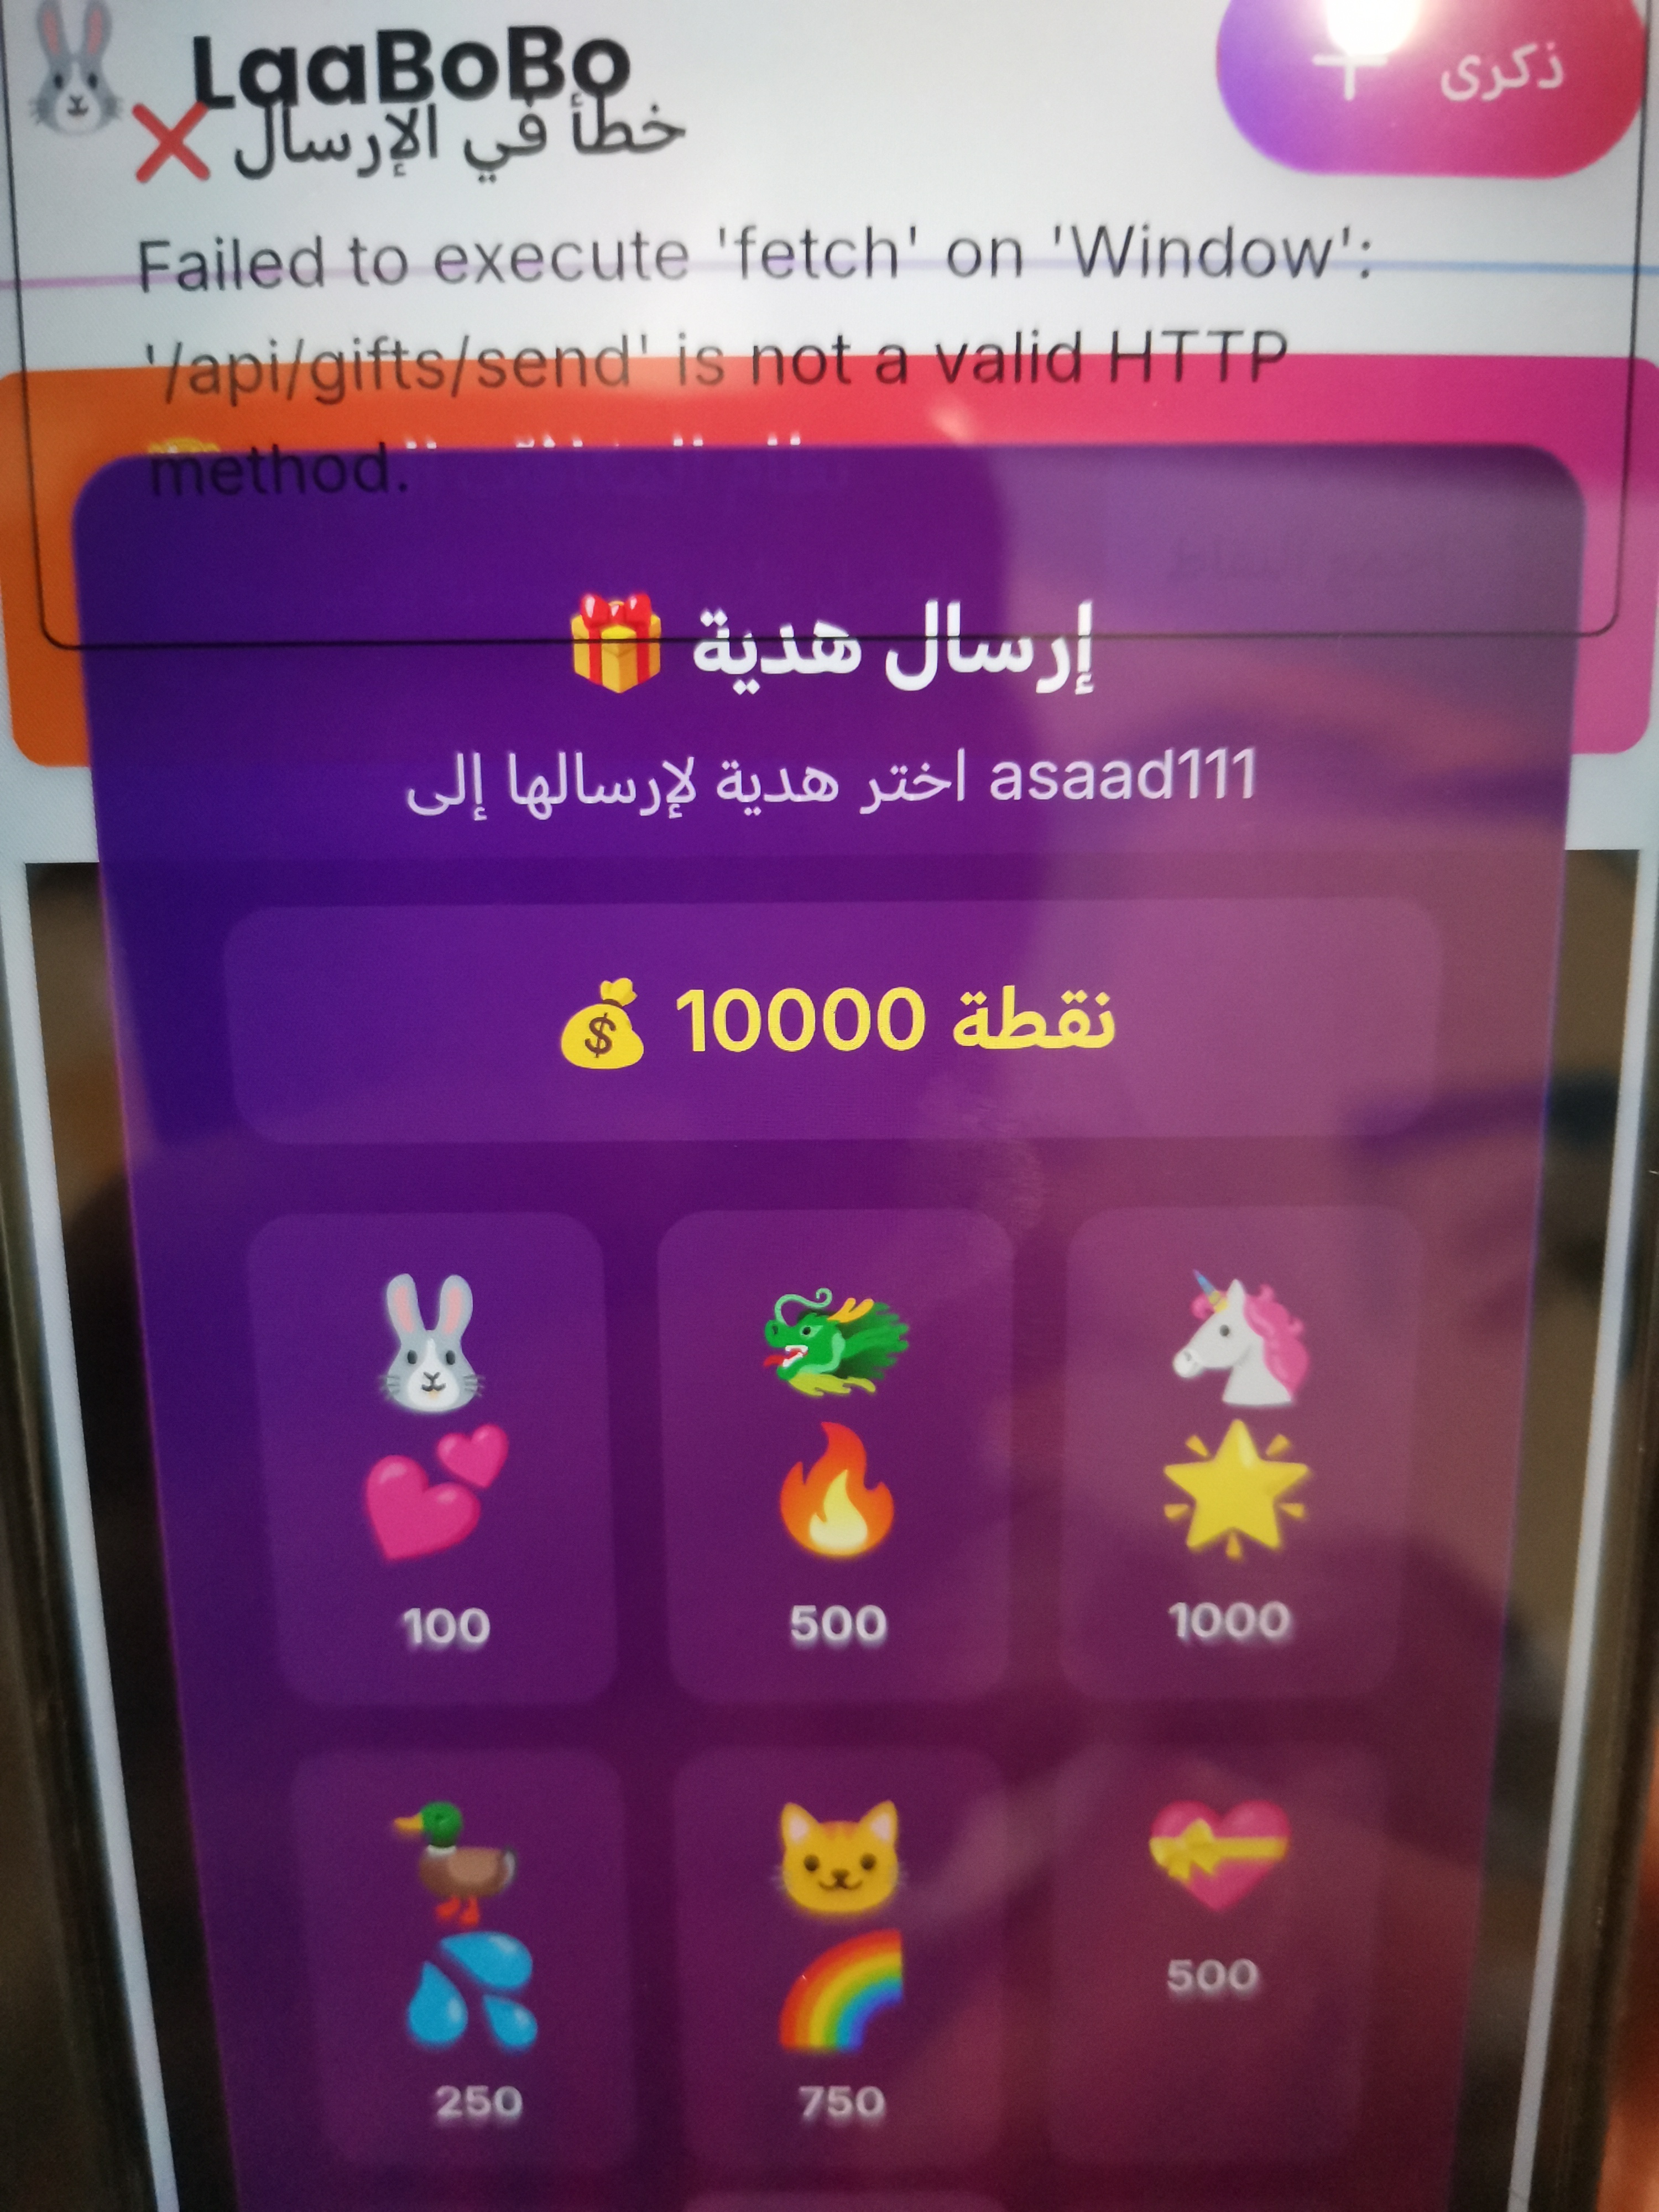 LaaBoBo
ذكرى +
خطأ في الإرسال ❌
Failed to execute 'fetch' on 'Window':
'/api/gifts/send' is not a valid HTTP
method.
إرسال هدية 🎁
asaad111 اختر هدية لإرسالها إلى
نقطة 10000 💰
100
500
1000
250
750
500